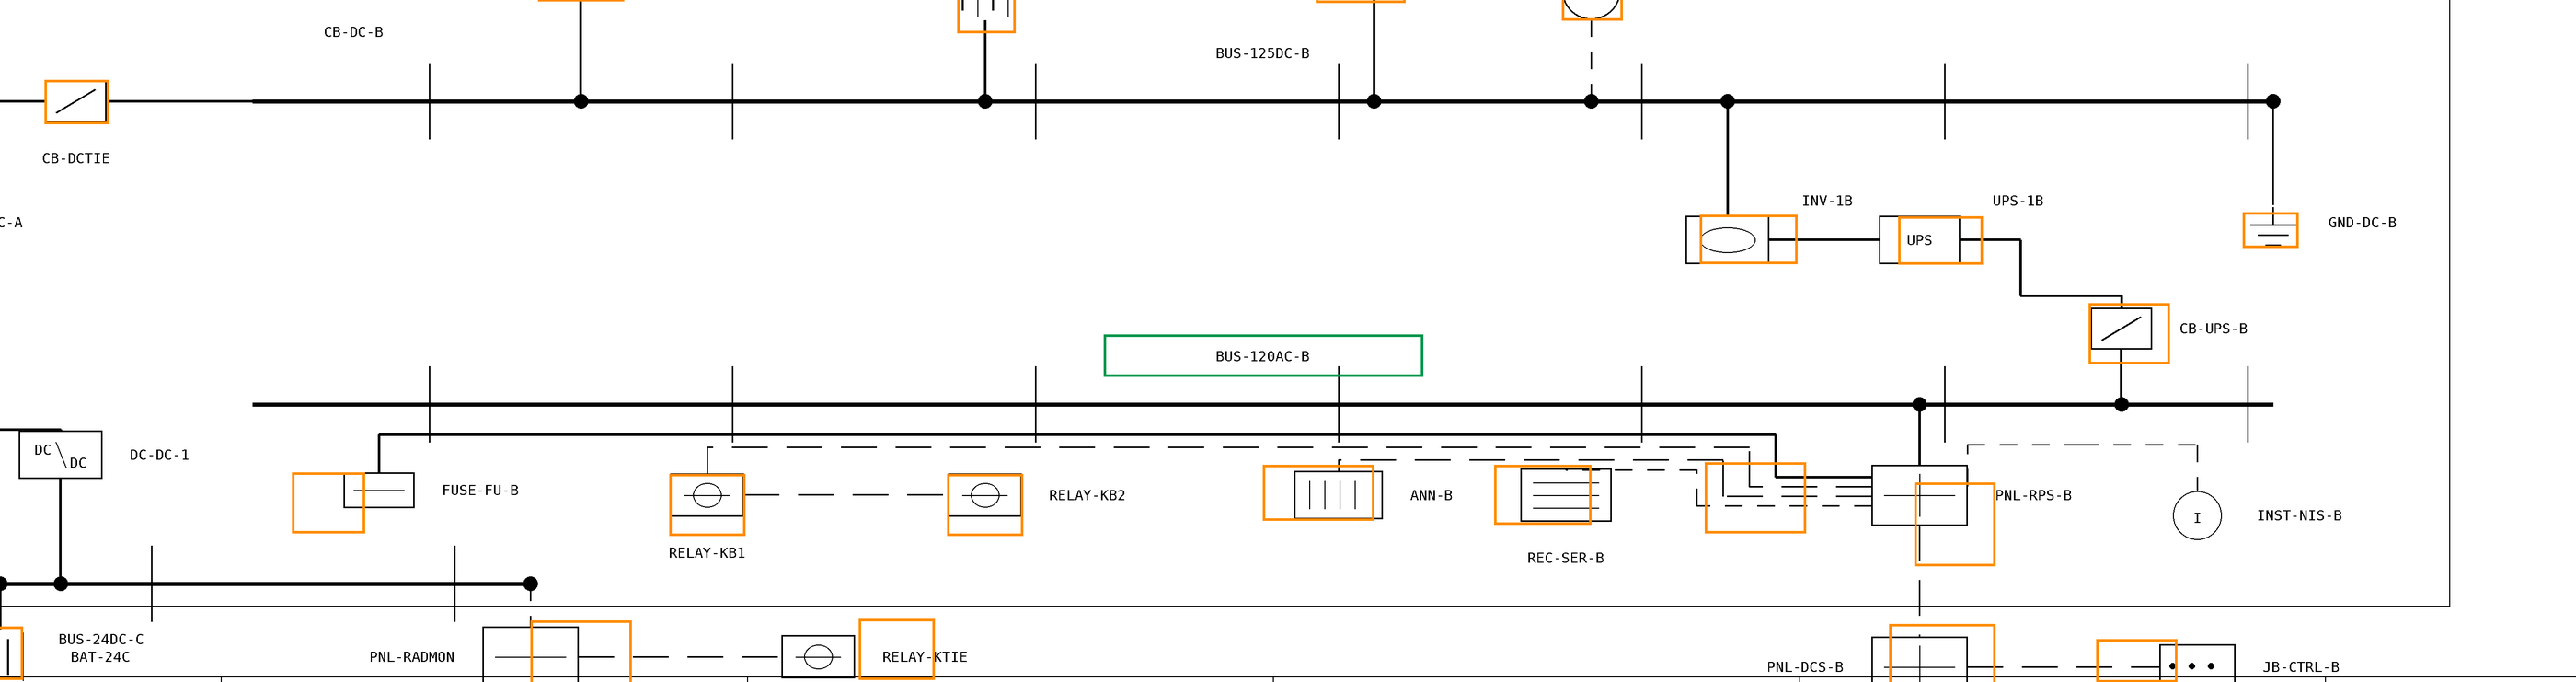 CB-DC-B
BUS-125DC-B
CB-DCTIE
C-A
INV-1B
UPS-1B
GND-DC-B
UPS
CB-UPS-B
BUS-120AC-B
DC
DC
DC-DC-1
FUSE-FU-B
RELAY-KB1
RELAY-KB2
ANN-B
REC-SER-B
PNL-RPS-B
I
INST-NIS-B
BUS-24DC-C
BAT-24C
PNL-RADMON
RELAY-KTIE
PNL-DCS-B
JB-CTRL-B